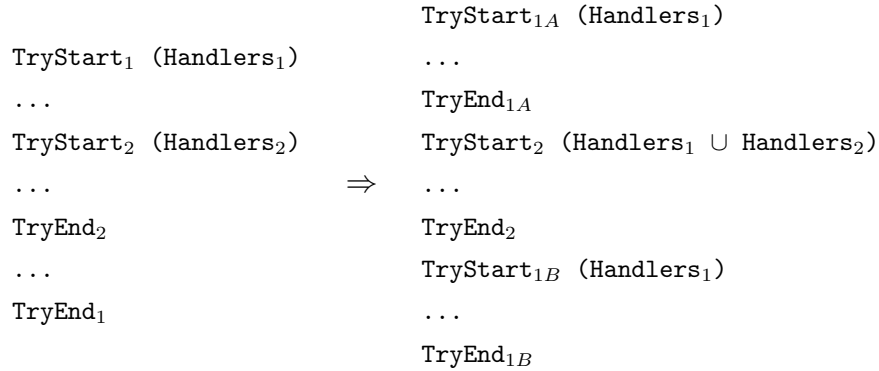 TryStart₁ (Handlers₁)
...
TryStart₂ (Handlers₂)
...
TryEnd₂
...
TryEnd₁
⇒
TryStart₁A (Handlers₁)
...
TryEnd₁A
TryStart₂ (Handlers₁ ∪ Handlers₂)
...
TryEnd₂
TryStart₁B (Handlers₁)
...
TryEnd₁B